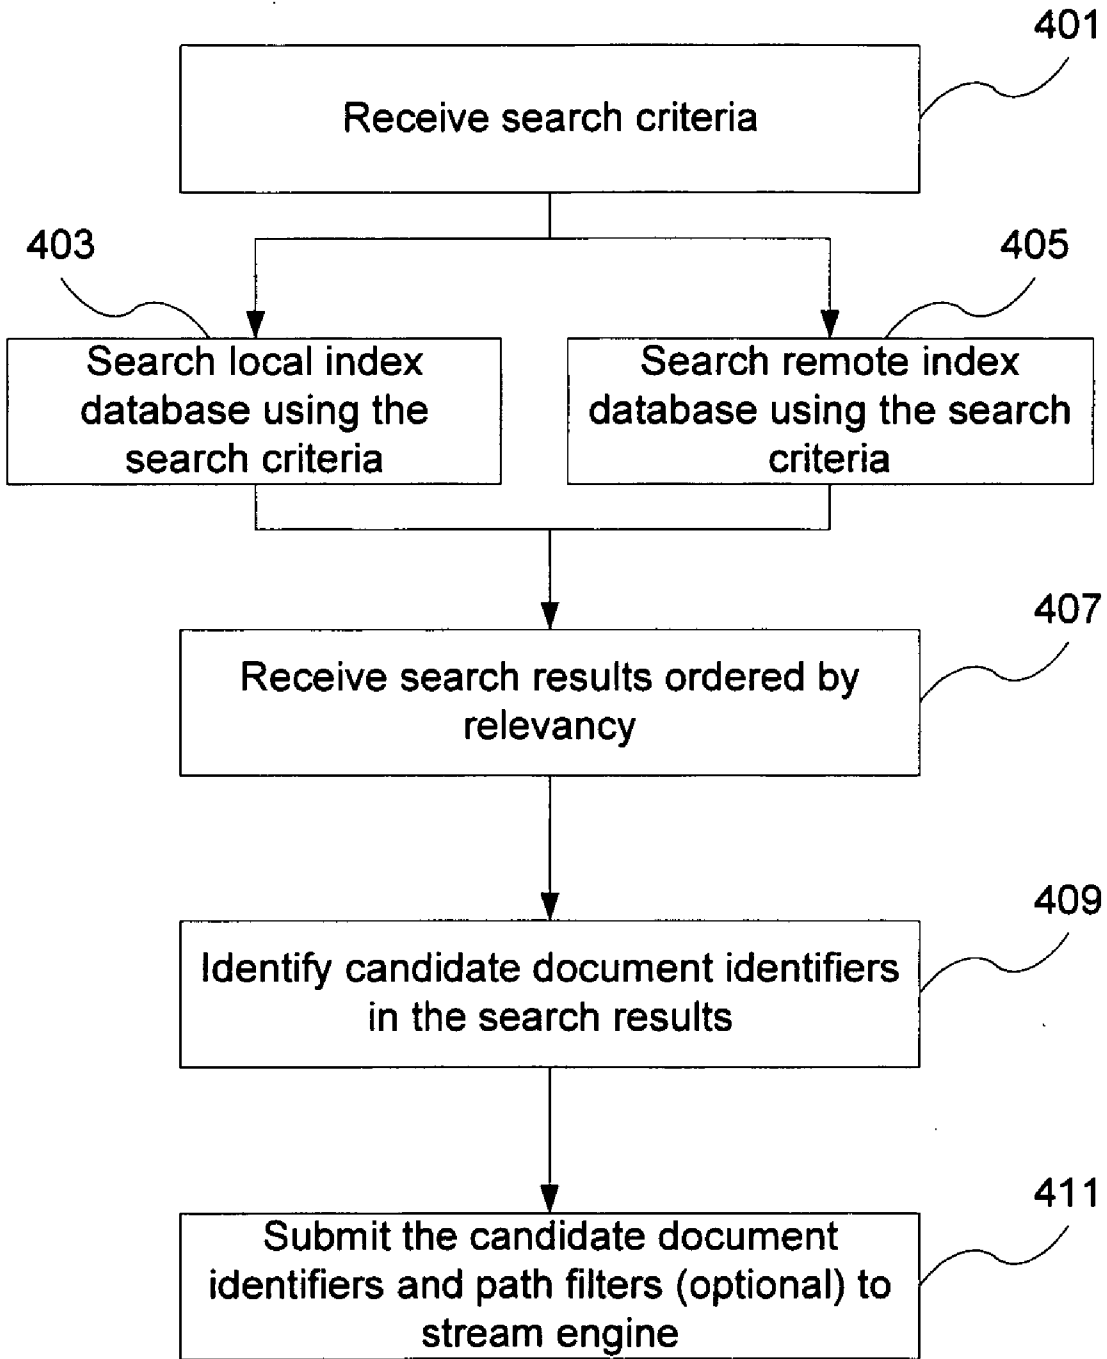 401
Receive search criteria
403
405
Search local index
database using the
search criteria
Search remote index
database using the search
criteria
407
Receive search results ordered by
relevancy
409
Identify candidate document identifiers
in the search results
411
Submit the candidate document
identifiers and path filters (optional) to
stream engine